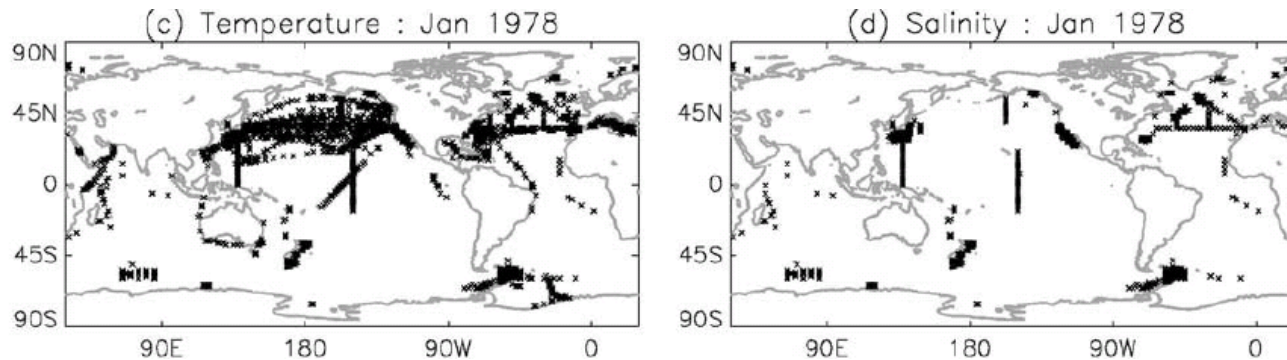 (c) Temperature : Jan 1978
90N
45N
0
45S
90S
90E 180 90W 0
(d) Salinity : Jan 1978
90N
45N
0
45S
90S
90E 180 90W 0